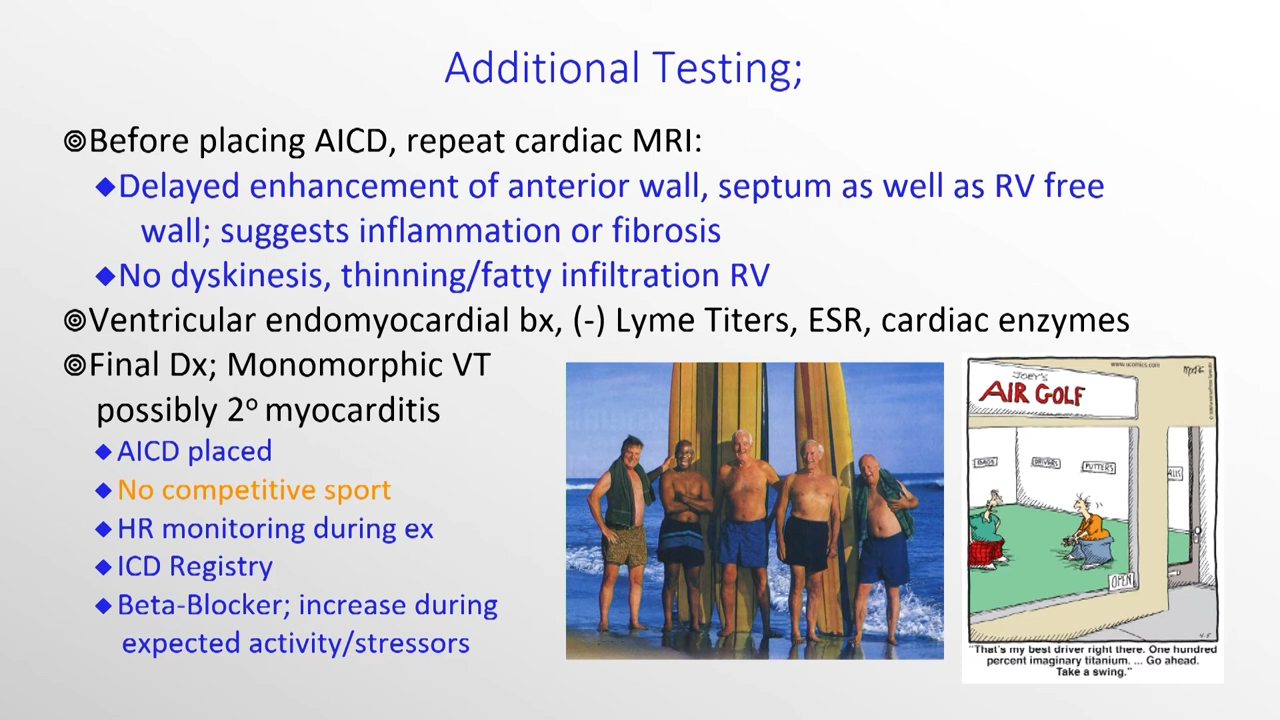 Additional Testing;
Before placing AICD, repeat cardiac MRI:
Delayed enhancement of anterior wall, septum as well as RV free
wall; suggests inflammation or fibrosis
No dyskinesis, thinning/fatty infiltration RV
Ventricular endomyocardial bx, (-) Lyme Titers, ESR, cardiac enzymes
Final Dx; Monomorphic VT
possibly 2º myocarditis
AICD placed
No competitive sport
HR monitoring during ex
ICD Registry
Beta-Blocker; increase during
expected activity/stressors
www.ucomics.com
JOEY'S
AIR GOLF
BAGS
DRIVERS
PUTTERS
OPEN
"That's my best driver right there. One hundred
percent imaginary titanium. ... Go ahead.
Take a swing."